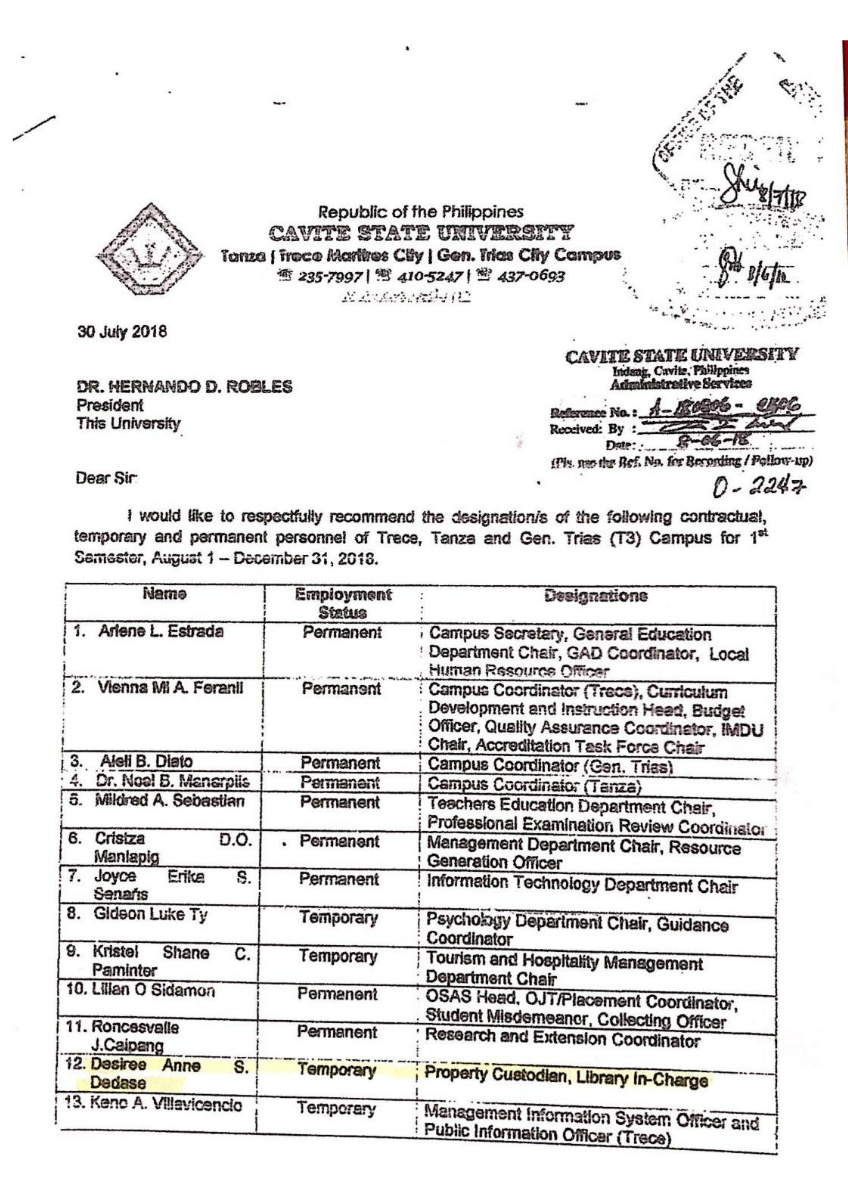 OFFICE OF THE
8/7/18
8/6/18
Republic of the Philippines
CAVITE STATE UNIVERSITY
Tanza | Trece Martires City | Gen. Trias City Campus
☎ 235-7997 | ☎ 410-5247 | ☎ 437-0693
30 July 2018
CAVITE STATE UNIVERSITY
Indang, Cavite, Philippines
Administrative Services
Reference No.:
Received: By :
Date: 8-06-18
(Pls. use the Ref. No. for Recording / Follow-up)
0-2247
DR. HERNANDO D. ROBLES
President
This University
Dear Sir
I would like to respectfully recommend the designation/s of the following contractual,
temporary and permanent personnel of Trece, Tanza and Gen. Trias (T3) Campus for 1st
Semester, August 1 – December 31, 2018.
Name Employment Designations
Status
1. Arlene L. Estrada Permanent Campus Secretary, General Education
Department Chair, GAD Coordinator, Local
Human Resource Officer
2. Vienna Mi A. Feranil Permanent Campus Coordinator (Trece), Curriculum
Development and Instruction Head, Budget
Officer, Quality Assurance Coordinator, IMDU
Chair, Accreditation Task Force Chair
3. B. Diato Permanent Campus Coordinator (Gen. Trias)
4. Dr. Noel B. Manarpiis Permanent Campus Coordinator (Tanza)
5. Mildred A. Sebastian Permanent Teachers Education Department Chair,
Professional Examination Review Coordinator
6. Cristza D.O. Permanent Management Department Chair, Resource
Manlapig Generation Officer
7. Joyce Erika S. Permanent Information Technology Department Chair
Senaris
8. Gideon Luke Ty Temporary Psychology Department Chair, Guidance
Coordinator
9. Kristel Shane C. Temporary Tourism and Hospitality Management
Paminter Department Chair
10. Lilian O Sidamon Permanent OSAS Head, OJT/Placement Coordinator,
Student Misdemeanor, Collecting Officer
11. Roncesvalle Permanent Research and Extension Coordinator
J.Caipang
12. Desiree Anne S. Temporary Property Custodian, Library In-Charge
Dedase
13. Keno A. Villavicencio Temporary Management Information System Officer and
Public Information Officer (Trece)